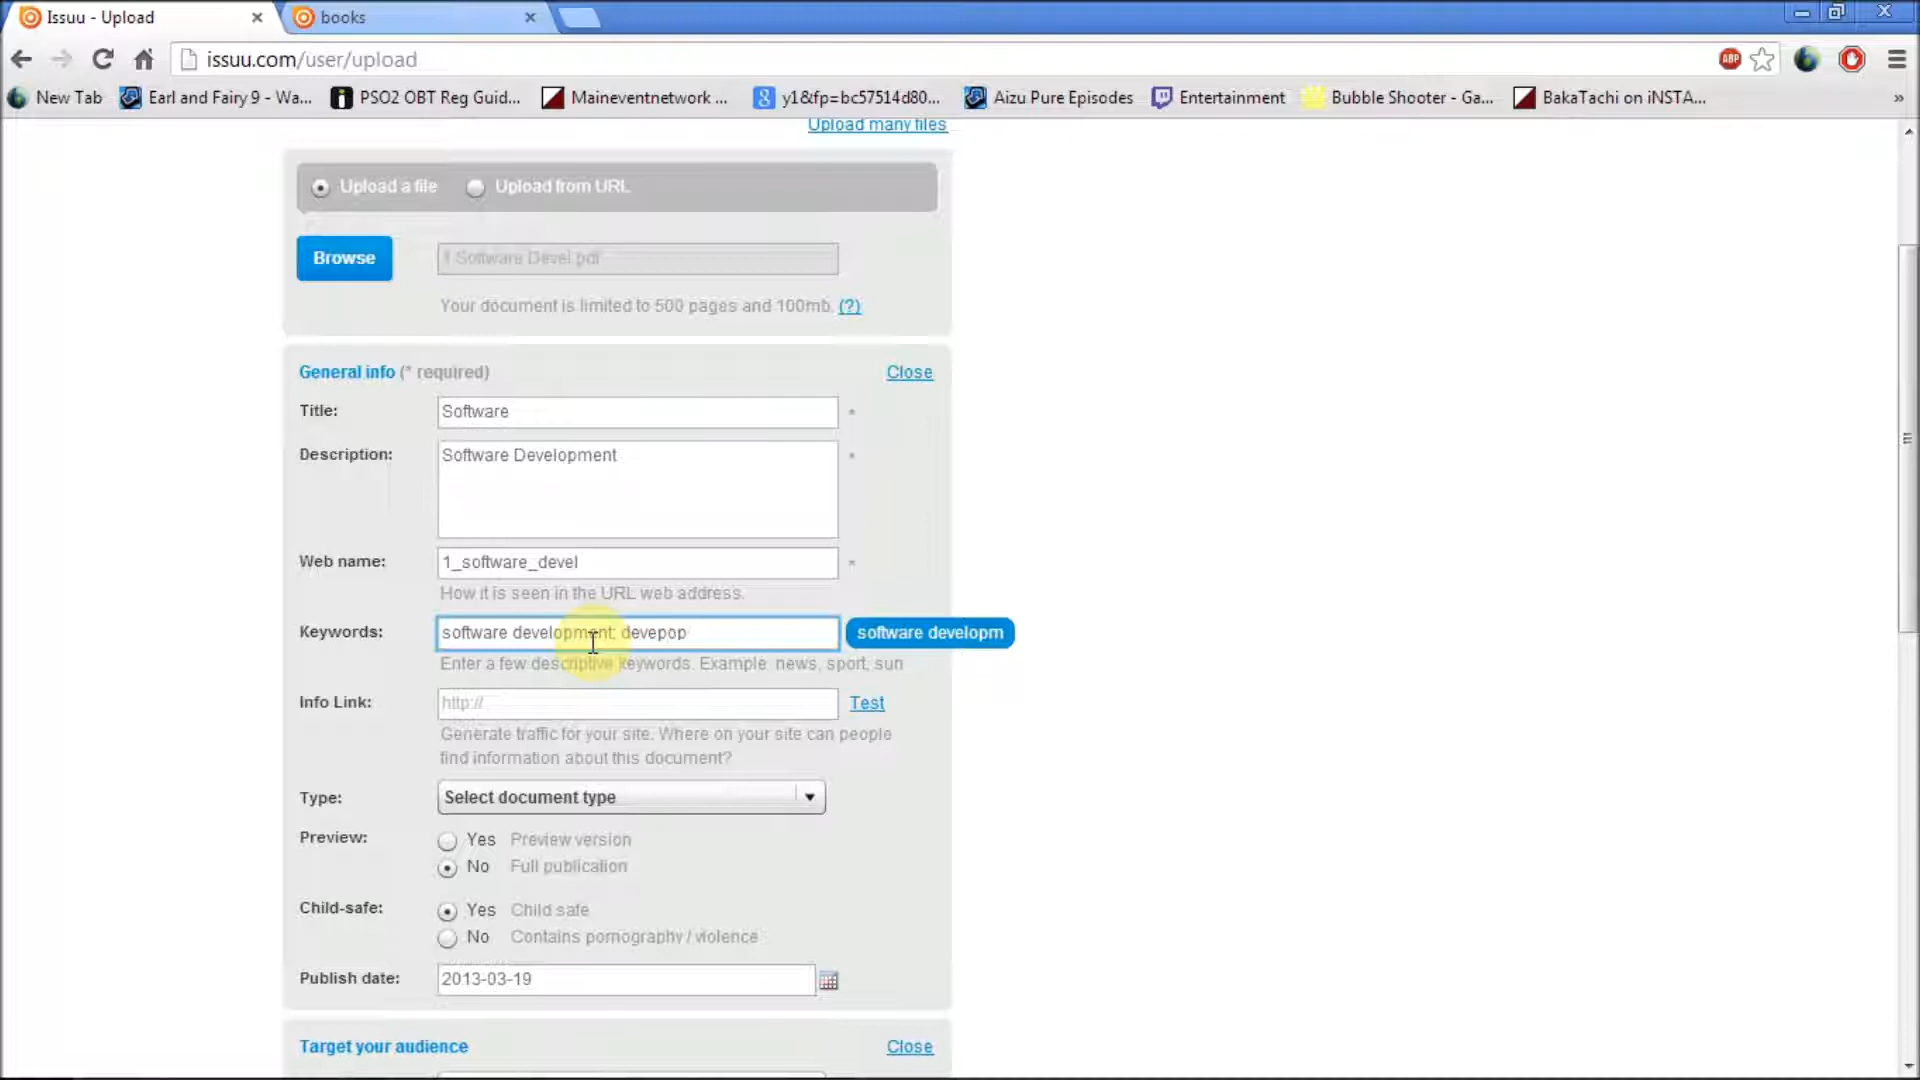 Issuu - Upload
books
issuu.com/user/upload
ABP
New Tab
Earl and Fairy 9 - Wa...
PSO2 OBT Reg Guid...
Maineventnetwork ...
y1&fp=bc57514d80...
Aizu Pure Episodes
Entertainment
Bubble Shooter - Ga...
BakaTachi on iNSTA...
»
Upload many files
Upload a file
Upload from URL
Browse
1 Software Devel.pdf
Your document is limited to 500 pages and 100mb. (?)
General info (* required)
Close
Title:
Software
*
Description:
Software Development
*
Web name:
1_software_devel
*
How it is seen in the URL web address.
Keywords:
software development; devepop
software developm
Enter a few descriptive keywords. Example: news, sport, sun
Info Link:
http://
Test
Generate traffic for your site. Where on your site can people
find information about this document?
Type:
Select document type
Preview:
Yes Preview version
No Full publication
Child-safe:
Yes Child safe
No Contains pornography / violence
Publish date:
2013-03-19
Target your audience
Close